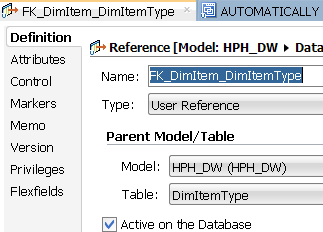 FK_DimItem_DimItemType
AUTOMATICALLY
Definition
Attributes
Control
Markers
Memo
Version
Privileges
Flexfields
Reference [Model: HPH_DW Data
Name: FK_DimItem_DimItemType
Type: User Reference
Parent Model/Table
Model: HPH_DW (HPH_DW)
Table: DimItemType
Active on the Database